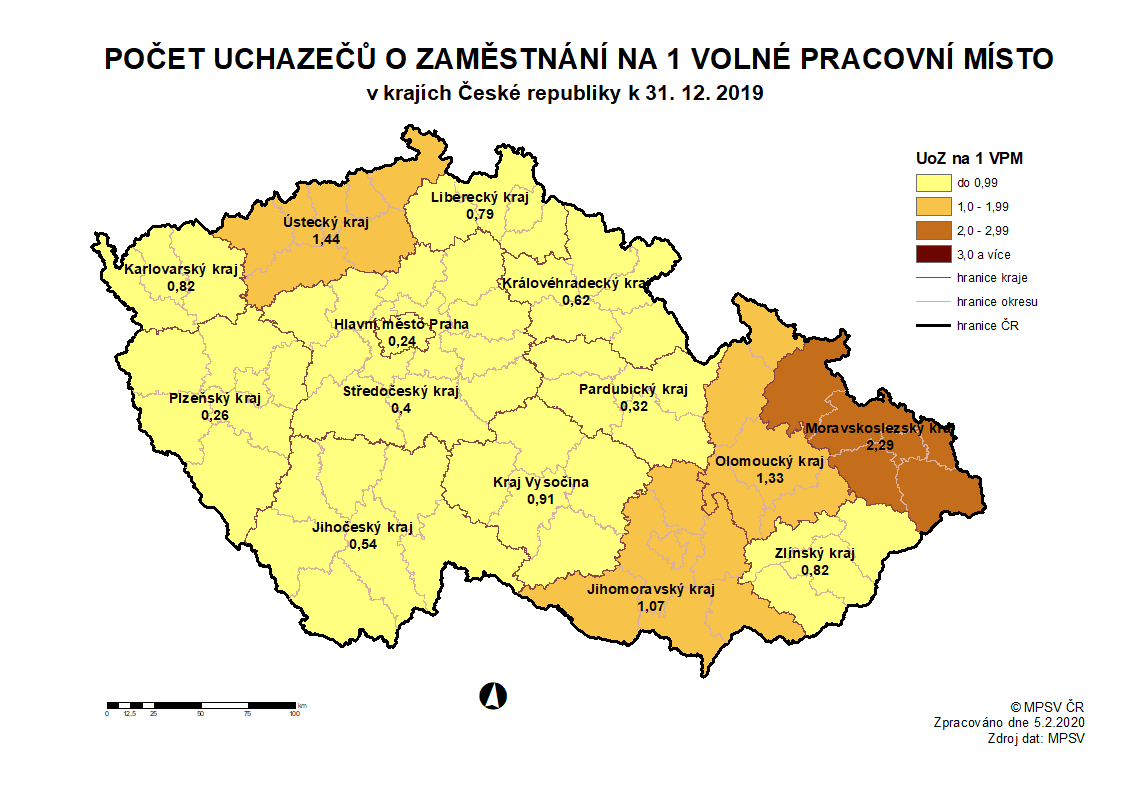 POČET UCHAZEČŮ O ZAMĚSTNÁNÍ NA 1 VOLNÉ PRACOVNÍ MÍSTO
v krajích České republiky k 31. 12. 2019
UoZ na 1 VPM
do 0,99
1,0 - 1,99
2,0 - 2,99
3,0 a více
hranice kraje
hranice okresu
hranice ČR
Liberecký kraj
0,79
Ústecký kraj
1,44
Karlovarský kraj
0,82
Královéhradecký kra
0,62
Hlavní město Praha
0,24
Středočeský kraj
0,4
Pardubický kraj
0,32
Plzeňský kraj
0,26
Moravskoslezský kra
2,29
Olomoucký kraj
1,33
Kraj Vysočina
0,91
Jihočeský kraj
0,54
Zlínský kraj
0,82
Jihomoravský kraj
1,07
km
0 12,5 25 50 75 100
© MPSV ČR
Zpracováno dne 5.2.2020
Zdroj dat: MPSV